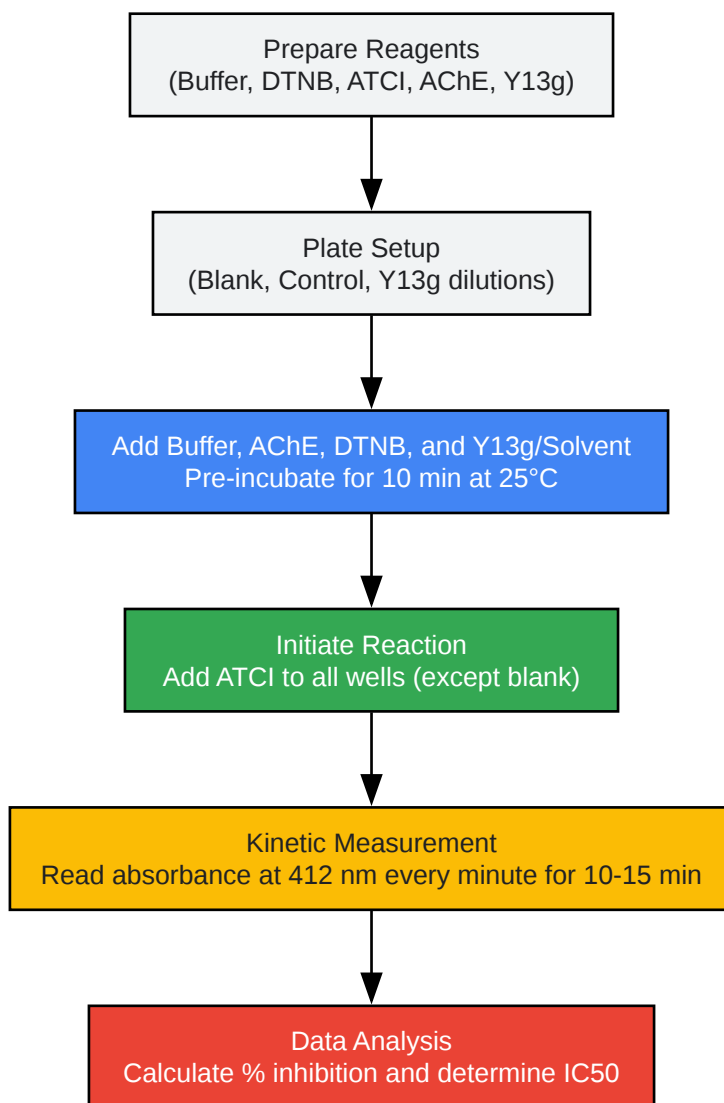 Prepare Reagents
(Buffer, DTNB, ATCI, AChE, Y13g)
Plate Setup
(Blank, Control, Y13g dilutions)
Add Buffer, AChE, DTNB, and Y13g/Solvent
Pre-incubate for 10 min at 25°C
Initiate Reaction
Add ATCI to all wells (except blank)
Kinetic Measurement
Read absorbance at 412 nm every minute for 10-15 min
Data Analysis
Calculate % inhibition and determine IC50